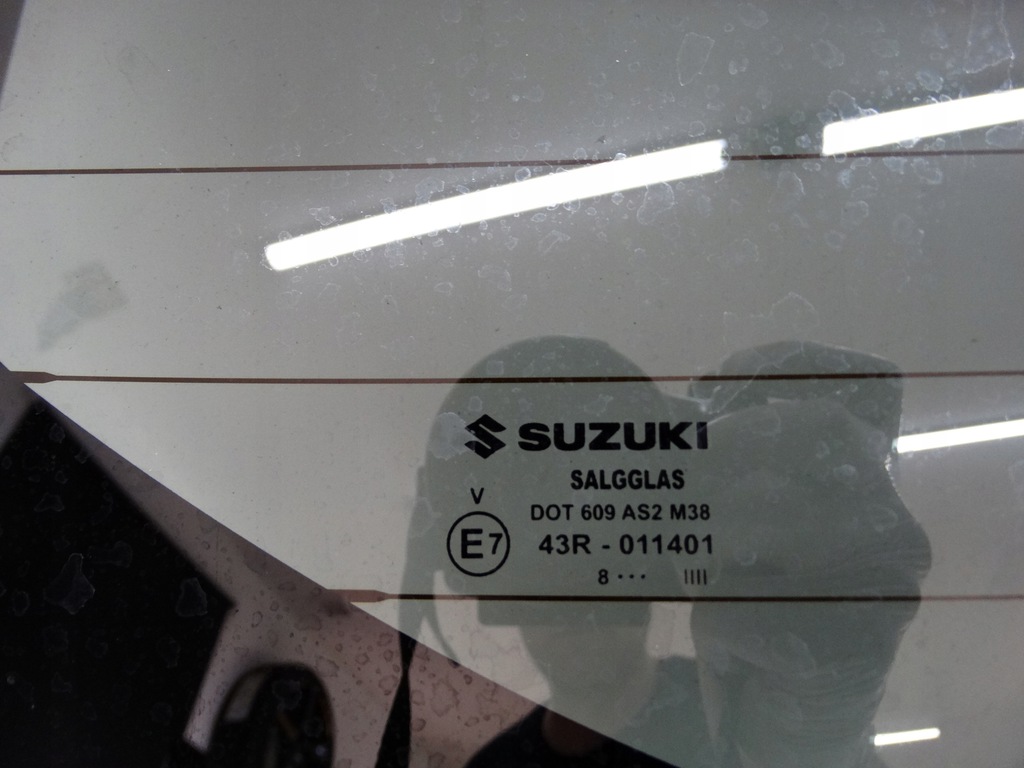 SUZUKI
SALGGLAS
V
DOT 609 AS2 M38
E7
43R - 011401
8 ••• IIII